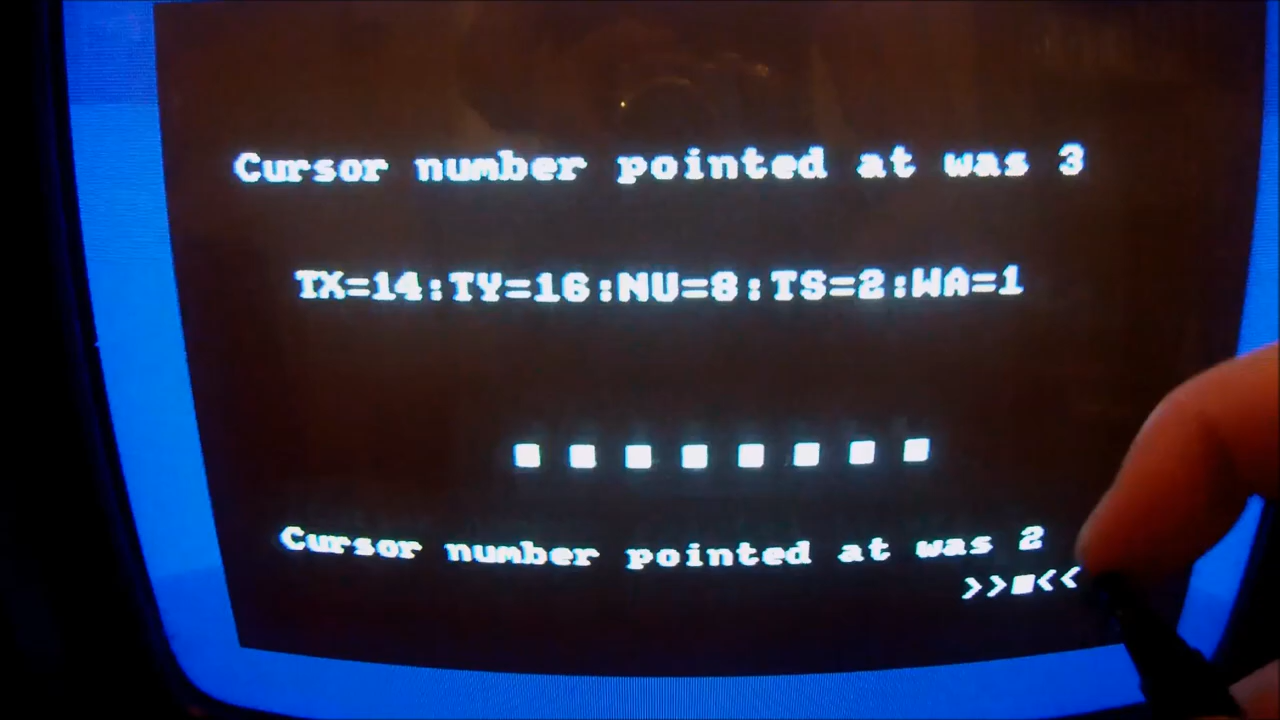 Cursor number pointed at was 3
TX=14:TY=16:NU=8:TS=2:WA=1
■ ■ ■ ■ ■ ■ ■ ■
Cursor number pointed at was 2
>>■<<